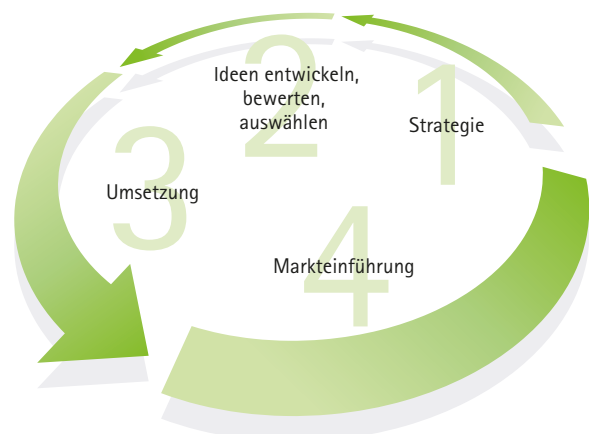 1
Strategie
2
Ideen entwickeln,
bewerten,
auswählen
3
Umsetzung
4
Markteinführung